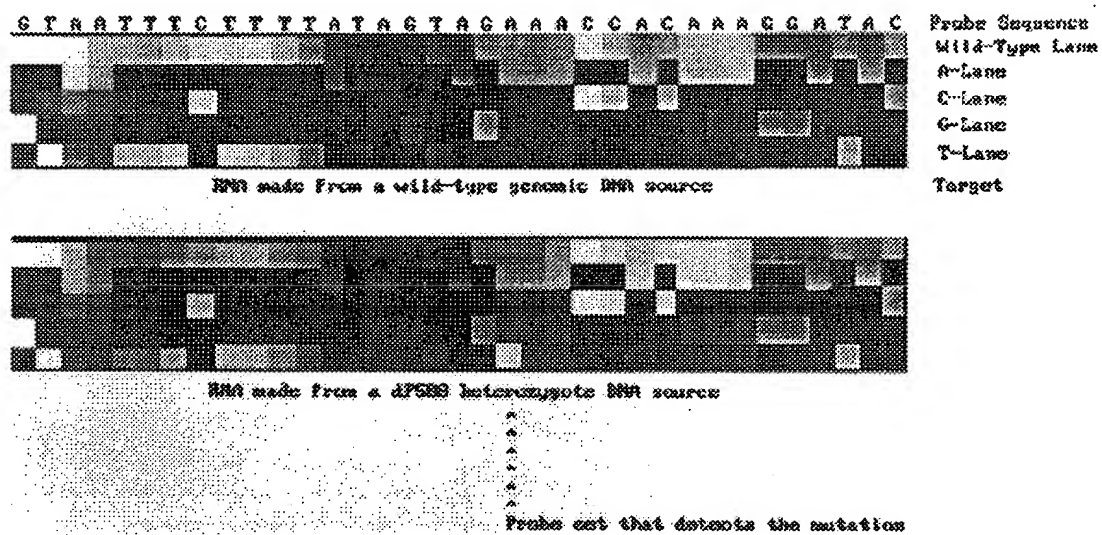 G T A A T T T C T T T T A T A G T A G A A A C C A C A A A G G A T A C Probe Sequence
Wild-Type Lane
A-Lane
C-Lane
G-Lane
T-Lane
RNA made from a wild-type genomic DNA source Target
RNA made from a dF508 heterozygote DNA source
^
^
^
^
^
^
Probe set that detects the mutation